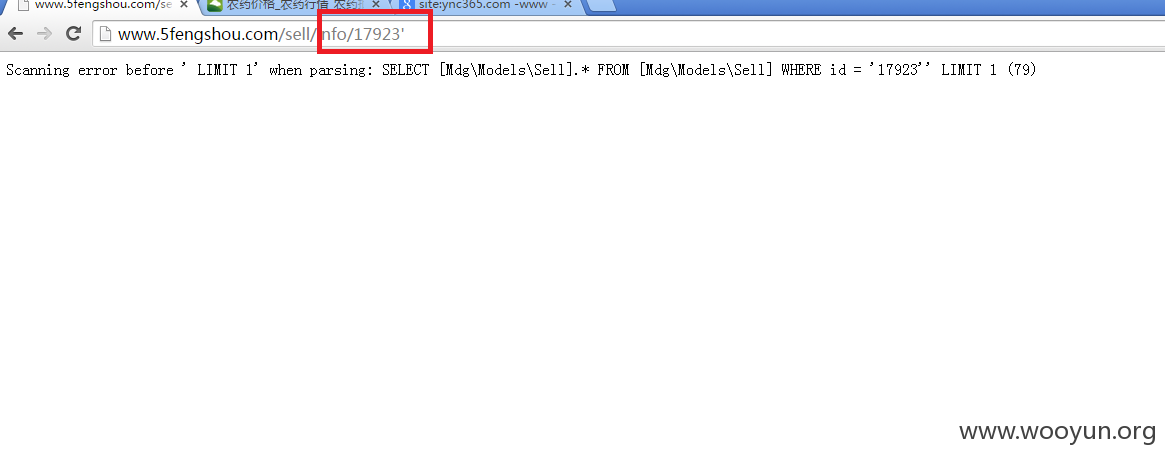 www.5fengshou.com/se
农药价格_农药行情_农药
site:ync365.com -www -
www.5fengshou.com/sell/info/17923'
Scanning error before ' LIMIT 1' when parsing: SELECT [Mdg\Models\Sell].* FROM [Mdg\Models\Sell] WHERE id = '17923'' LIMIT 1 (79)
www.wooyun.org